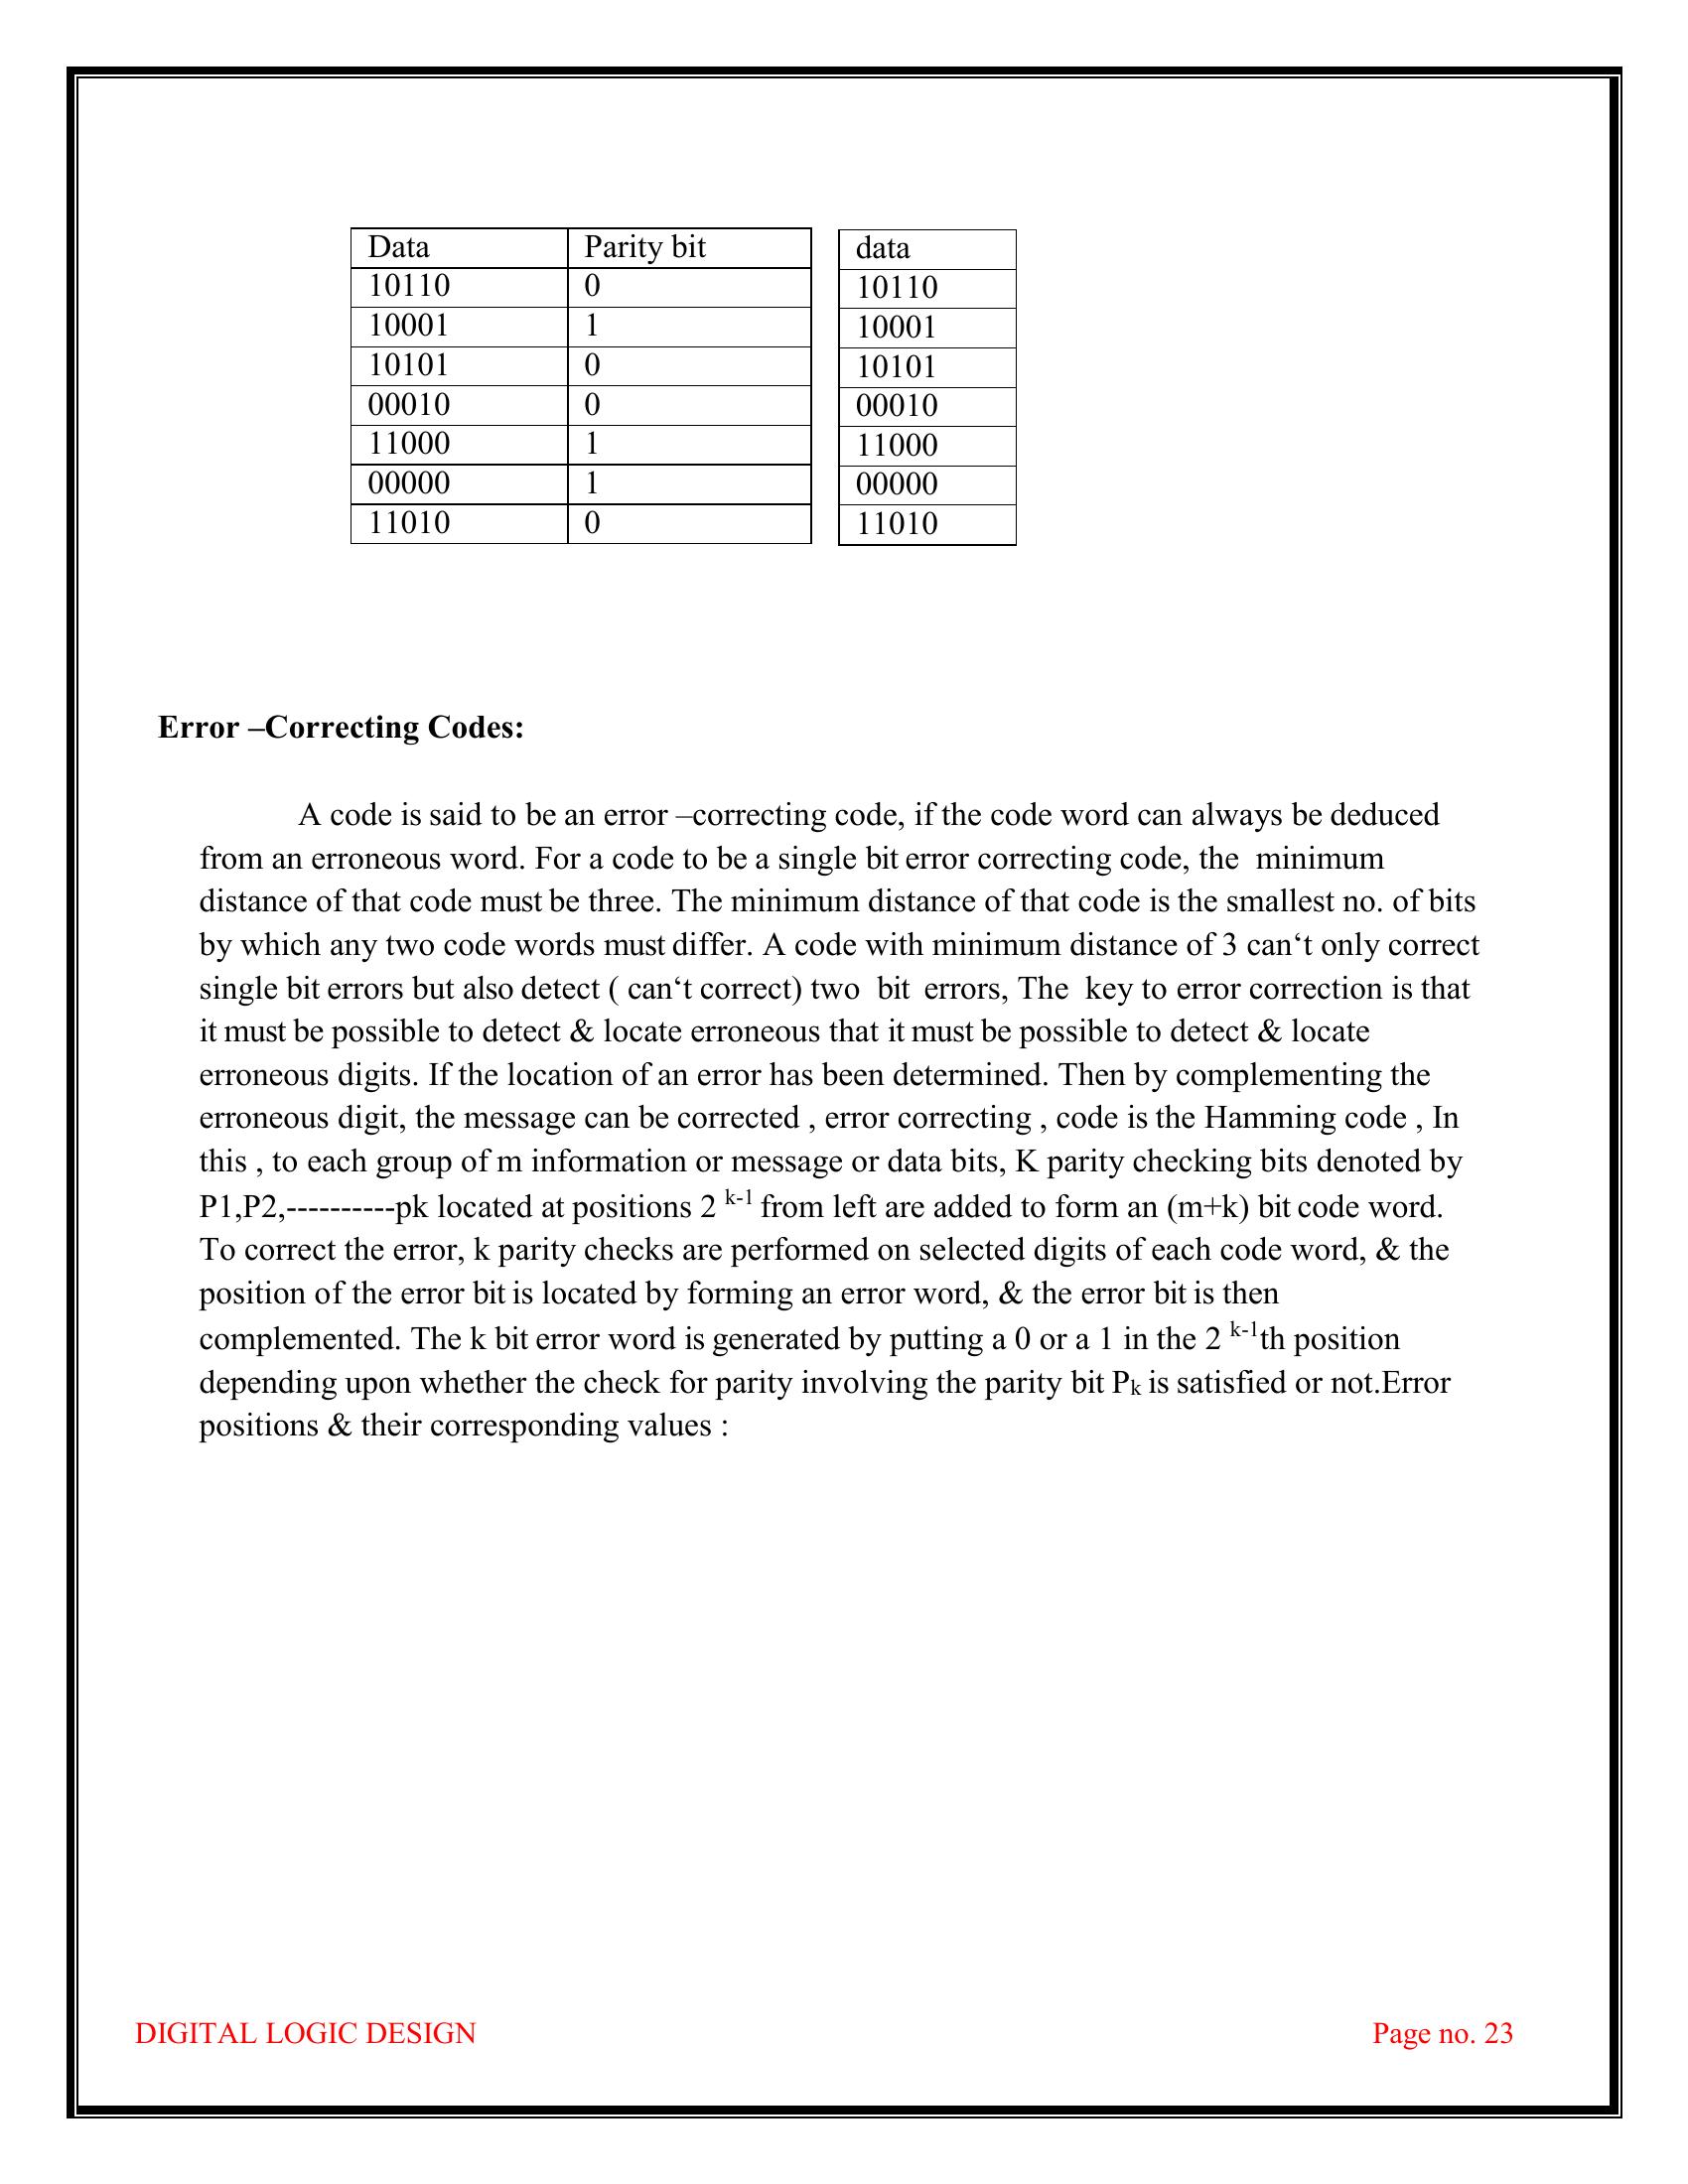 Data Parity bit data
10110 0 10110
10001 1 10001
10101 0 10101
00010 0 00010
11000 1 11000
00000 1 00000
11010 0 11010
Error –Correcting Codes:
A code is said to be an error –correcting code, if the code word can always be deduced
from an erroneous word. For a code to be a single bit error correcting code, the minimum
distance of that code must be three. The minimum distance of that code is the smallest no. of bits
by which any two code words must differ. A code with minimum distance of 3 can‘t only correct
single bit errors but also detect ( can‘t correct) two bit errors, The key to error correction is that
it must be possible to detect & locate erroneous that it must be possible to detect & locate
erroneous digits. If the location of an error has been determined. Then by complementing the
erroneous digit, the message can be corrected , error correcting , code is the Hamming code , In
this , to each group of m information or message or data bits, K parity checking bits denoted by
P1,P2,----------pk located at positions 2 k-1 from left are added to form an (m+k) bit code word.
To correct the error, k parity checks are performed on selected digits of each code word, & the
position of the error bit is located by forming an error word, & the error bit is then
complemented. The k bit error word is generated by putting a 0 or a 1 in the 2 k-1th position
depending upon whether the check for parity involving the parity bit Pk is satisfied or not.Error
positions & their corresponding values :
DIGITAL LOGIC DESIGN Page no. 23